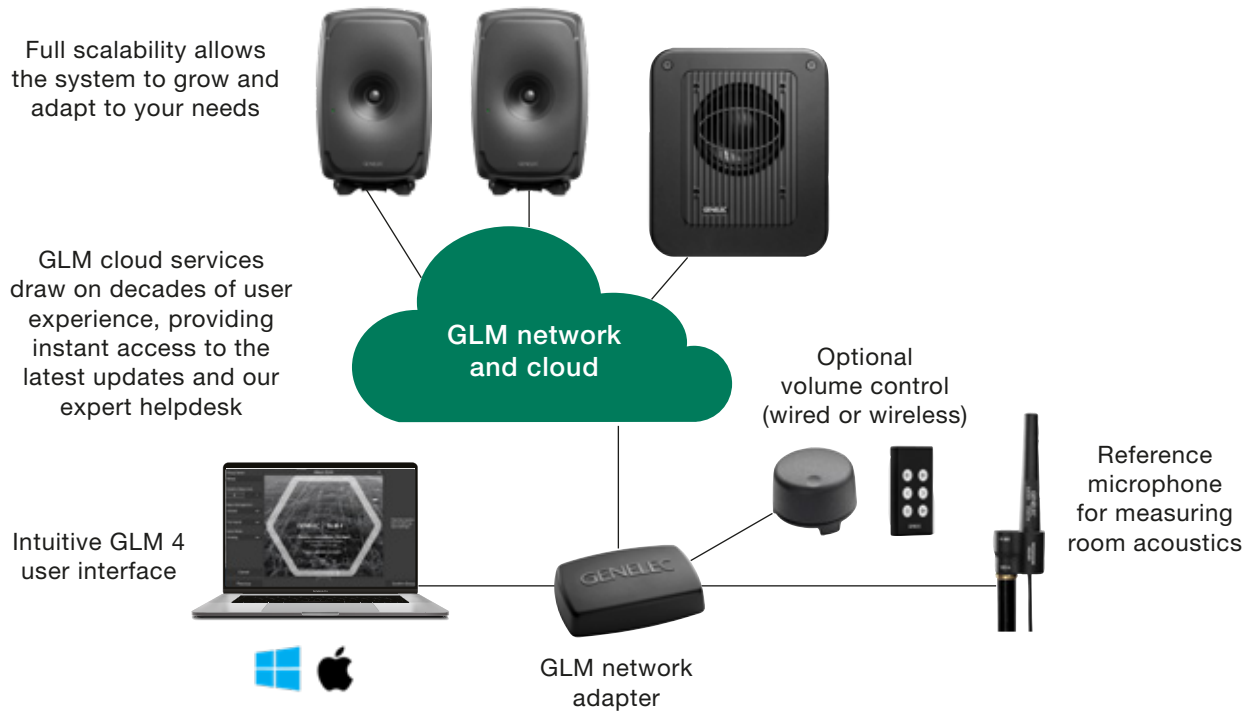 Full scalability allows
the system to grow and
adapt to your needs
GENELEC
GENELEC
GENELEC
GLM cloud services
draw on decades of user
experience, providing
instant access to the
latest updates and our
expert helpdesk
GLM network
and cloud
Optional
volume control
(wired or wireless)
Reference
microphone
for measuring
room acoustics
Intuitive GLM 4
user interface
GENELEC
GLM network
adapter